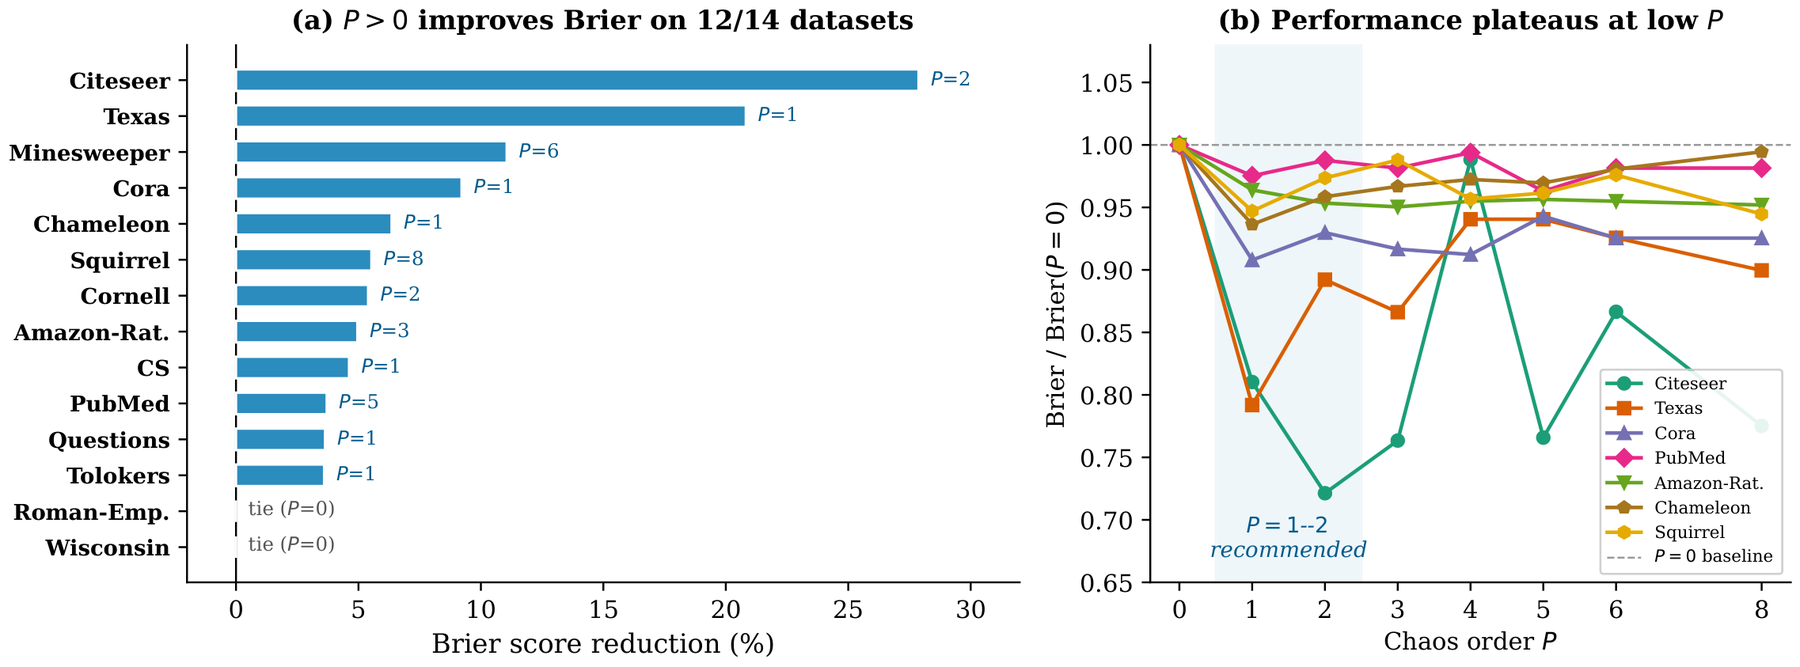 (a) P > 0 improves Brier on 12/14 datasets
Citeseer
P=2
Texas
P=1
Minesweeper
P=6
Cora
P=1
Chameleon
P=1
Squirrel
P=8
Cornell
P=2
Amazon-Rat.
P=3
CS
P=1
PubMed
P=5
Questions
P=1
Tolokers
P=1
Roman-Emp.
tie (P=0)
Wisconsin
tie (P=0)
0 5 10 15 20 25 30
Brier score reduction (%)
(b) Performance plateaus at low P
Brier / Brier(P = 0)
1.05
1.00
0.95
0.90
0.85
0.80
0.75
0.70
0.65
P = 1--2
recommended
Citeseer
Texas
Cora
PubMed
Amazon-Rat.
Chameleon
Squirrel
P = 0 baseline
0 1 2 3 4 5 6 8
Chaos order P